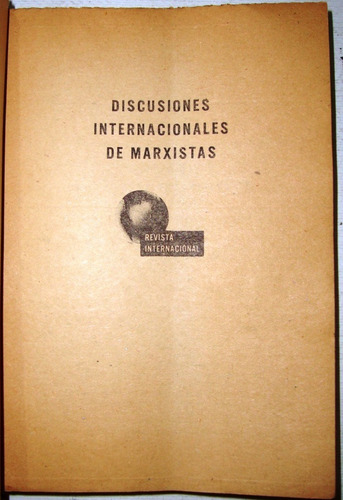 DISCUSIONES
INTERNACIONALES
DE MARXISTAS
REVISTA
INTERNACIONAL